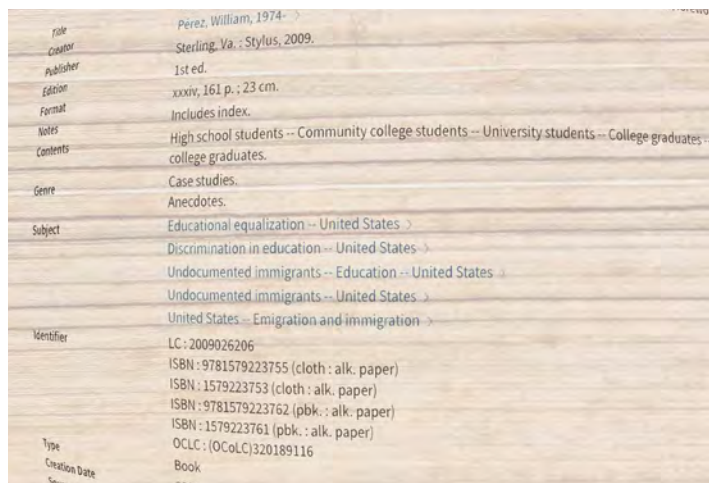 Title
Creator Pérez, William, 1974- >
Publisher Sterling, Va. : Stylus, 2009.
Edition 1st ed.
Format xxxiv, 161 p. ; 23 cm.
Notes Includes index.
Contents High school students -- Community college students -- University students -- College graduates --
college graduates.
Genre Case studies.
Anecdotes.
Subject Educational equalization -- United States >
Discrimination in education -- United States >
Undocumented immigrants -- Education -- United States >
Undocumented immigrants -- United States >
United States -- Emigration and immigration >
Identifier LC : 2009026206
ISBN : 9781579223755 (cloth : alk. paper)
ISBN : 1579223753 (cloth : alk. paper)
ISBN : 9781579223762 (pbk. : alk. paper)
ISBN : 1579223761 (pbk. : alk. paper)
OCLC : (OCoLC)320189116
Type Book
Creation Date